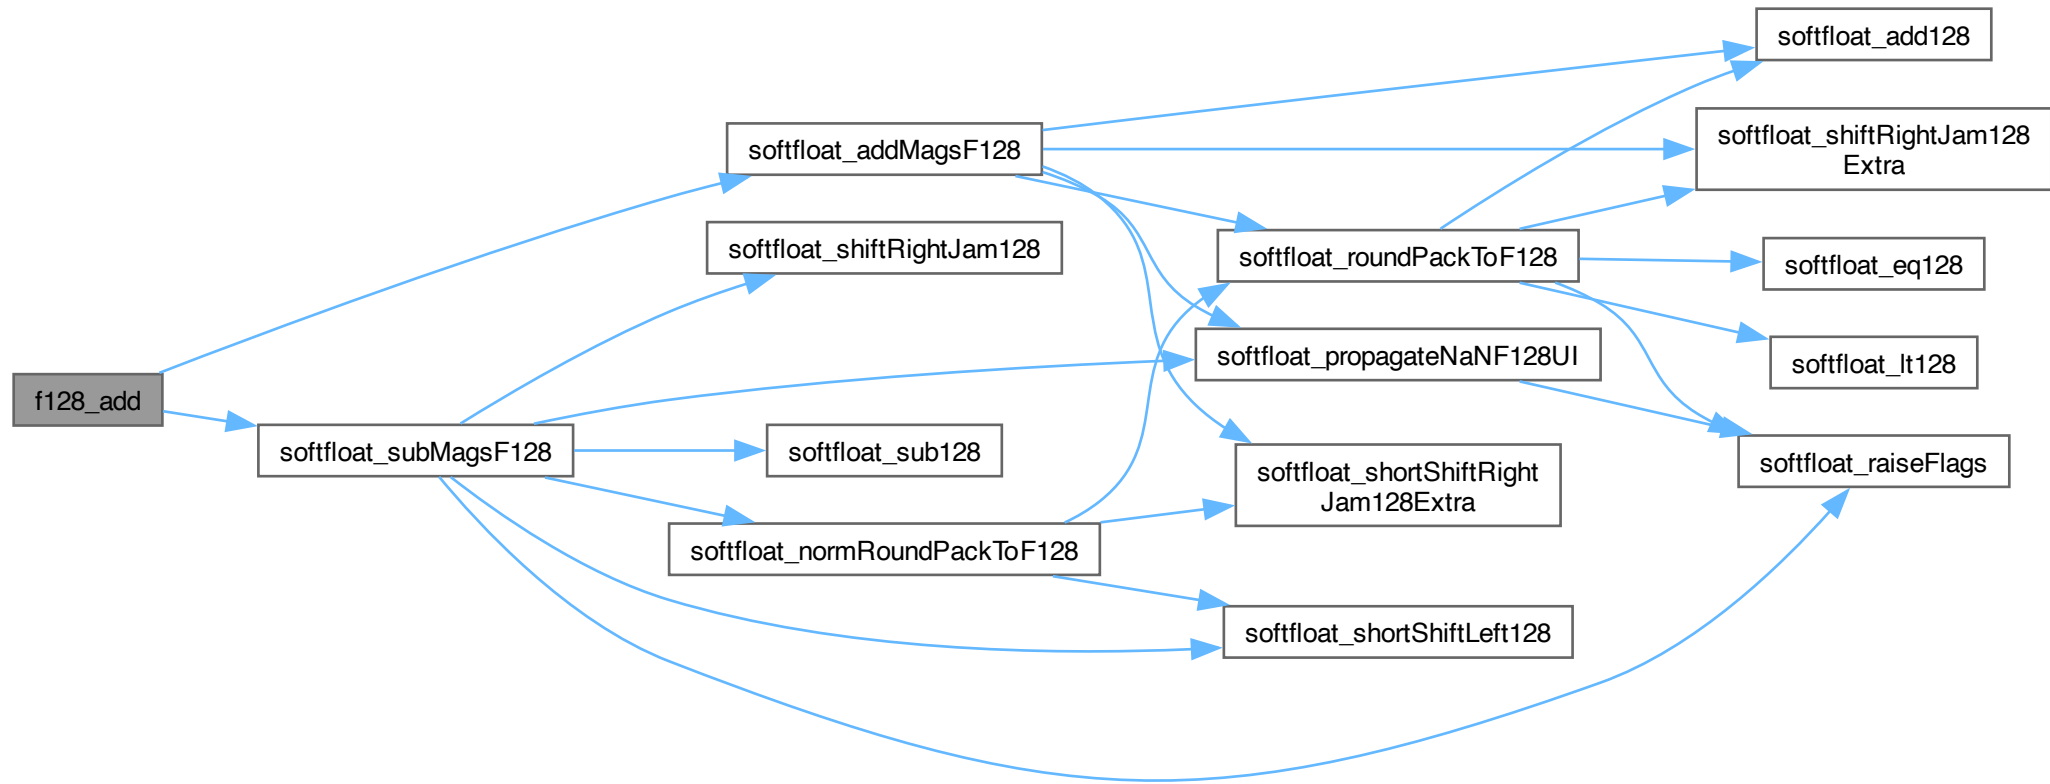 f128_add
softfloat_addMagsF128
softfloat_shiftRightJam128
softfloat_subMagsF128
softfloat_sub128
softfloat_normRoundPackToF128
softfloat_roundPackToF128
softfloat_propagateNaNF128UI
softfloat_shortShiftRight
Jam128Extra
softfloat_shortShiftLeft128
softfloat_add128
softfloat_shiftRightJam128
Extra
softfloat_eq128
softfloat_lt128
softfloat_raiseFlags